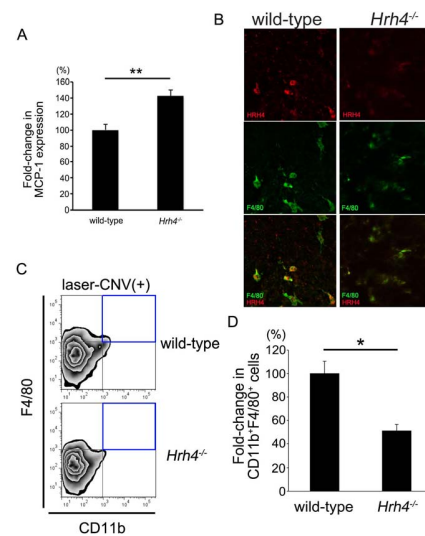 A
(%)
**
160
140
120
100
80
60
40
20
0
Fold-change in
MCP-1 expression
wild-type
Hrh4-/-
B
wild-type
Hrh4-/-
HRH4
HRH4
F4/80
F4/80
F4/80
HRH4
F4/80
HRH4
C
laser-CNV(+)
wild-type
Hrh4-/-
F4/80
CD11b
D
(%)
*
120
100
80
60
40
20
0
Fold-change in
CD11b+F4/80+ cells
wild-type
Hrh4-/-